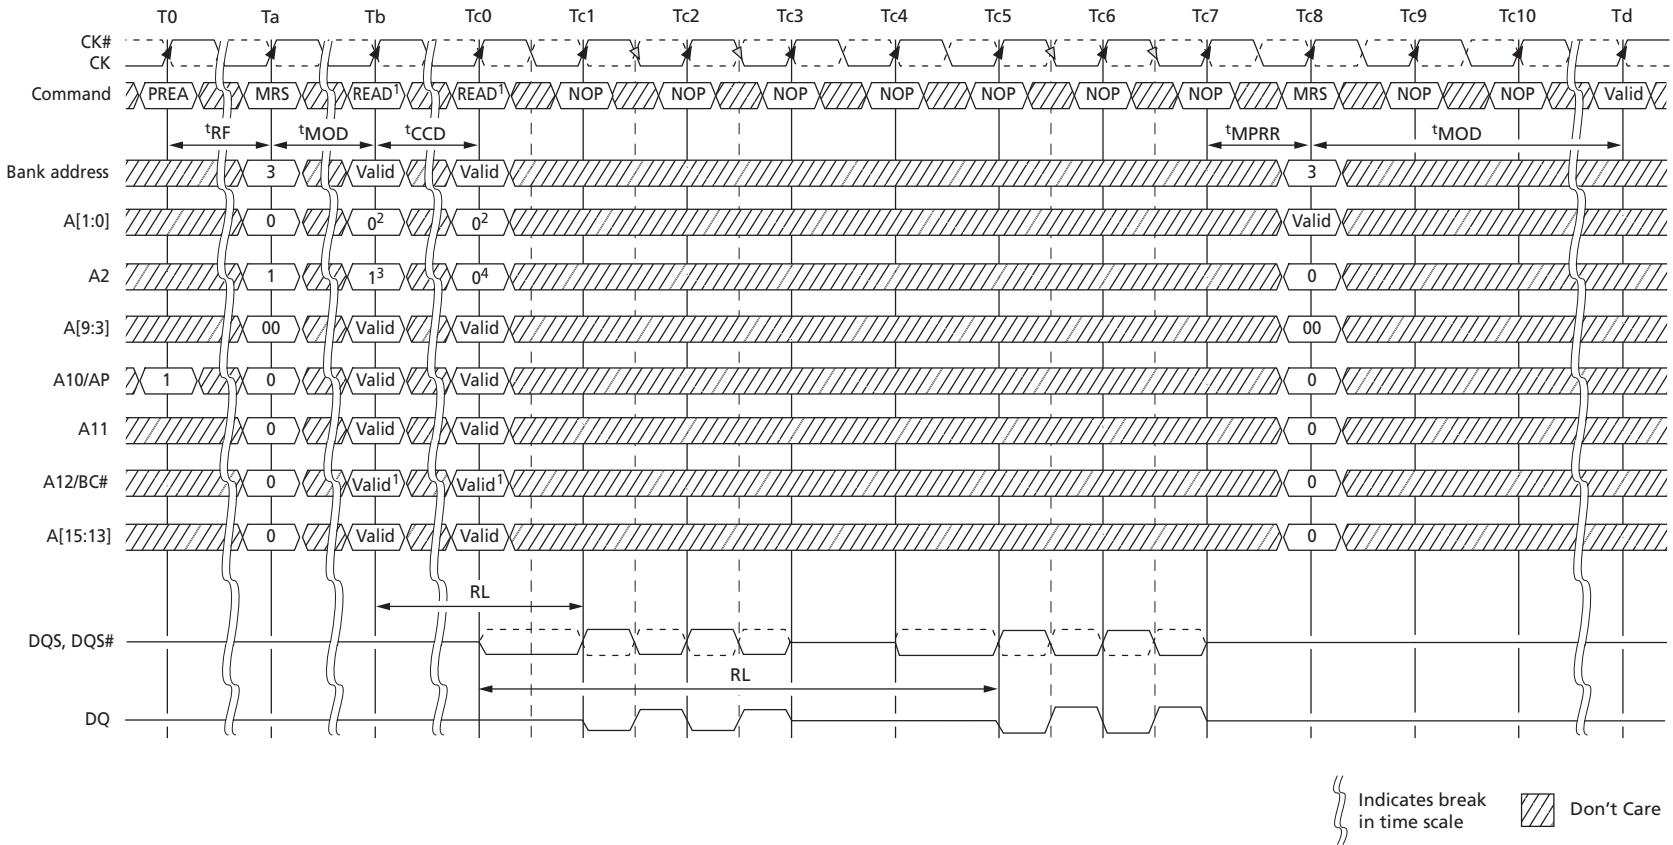 T0 Ta Tb Tc0 Tc1 Tc2 Tc3 Tc4 Tc5 Tc6 Tc7 Tc8 Tc9 Tc10 Td
CK#
CK
Command PREA MRS READ¹ READ¹ NOP NOP NOP NOP NOP NOP NOP MRS NOP NOP Valid
tRF tMOD tCCD tMPRR tMOD
Bank address 3 Valid Valid 3
A[1:0] 0 0² 0² Valid
A2 1 1³ 0⁴ 0
A[9:3] 00 Valid Valid 00
A10/AP 1 0 Valid Valid 0
A11 0 Valid Valid 0
A12/BC# 0 Valid¹ Valid¹ 0
A[15:13] 0 Valid Valid 0
RL
DQS, DQS#
RL
DQ
Indicates break
in time scale
Don't Care